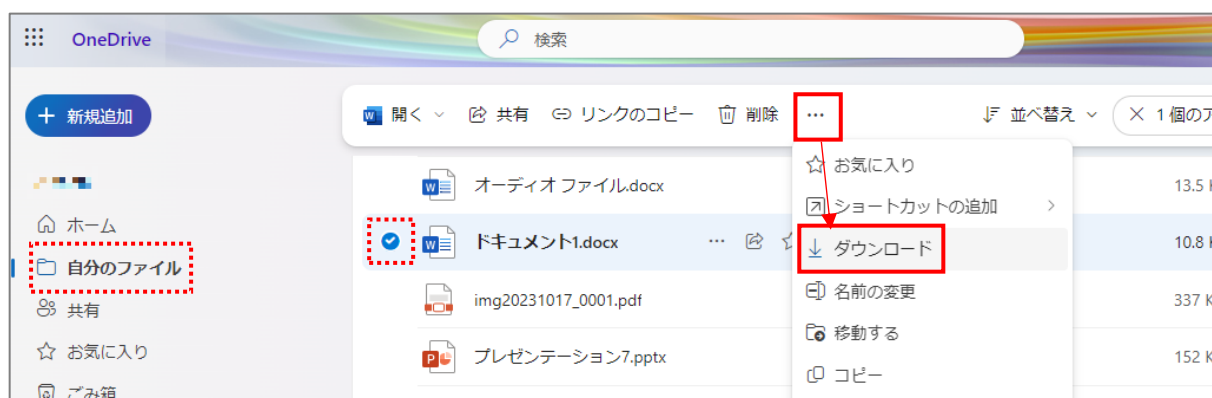 OneDrive
検索
新規追加
開く 共有 リンクのコピー 削除 … 並べ替え 1 個の
お気に入り
ショートカットの追加
ダウンロード
名前の変更
移動する
コピー
ホーム
自分のファイル
共有
お気に入り
ごみ箱
オーディオ ファイル.docx 13.5
ドキュメント1.docx … 10.8
img20231017_0001.pdf 337 K
プレゼンテーション7.pptx 152 K